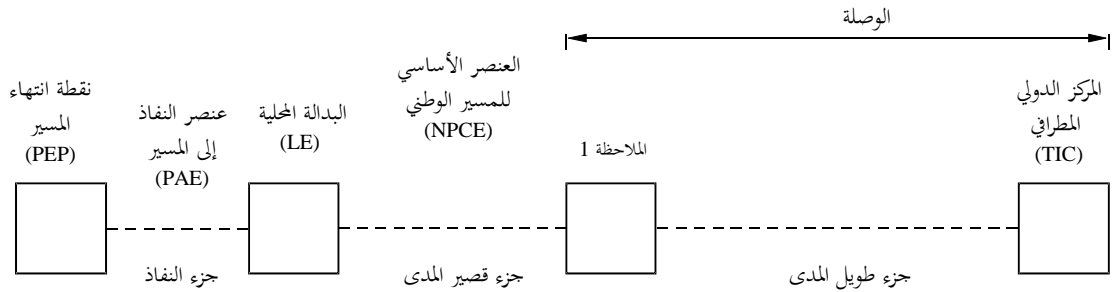 الوصلة
نقطة انتهاء
المسير
(PEP)
عنصر النفاذ
إلى المسير
(PAE)
البدالة المحلية
(LE)
العنصر الأساسي
للمسير الوطني
(NPCE)
الملاحظة 1
المركز الدولي
المطرافي
(TIC)
جزء النفاذ
جزء قصير المدى
جزء طويل المدى